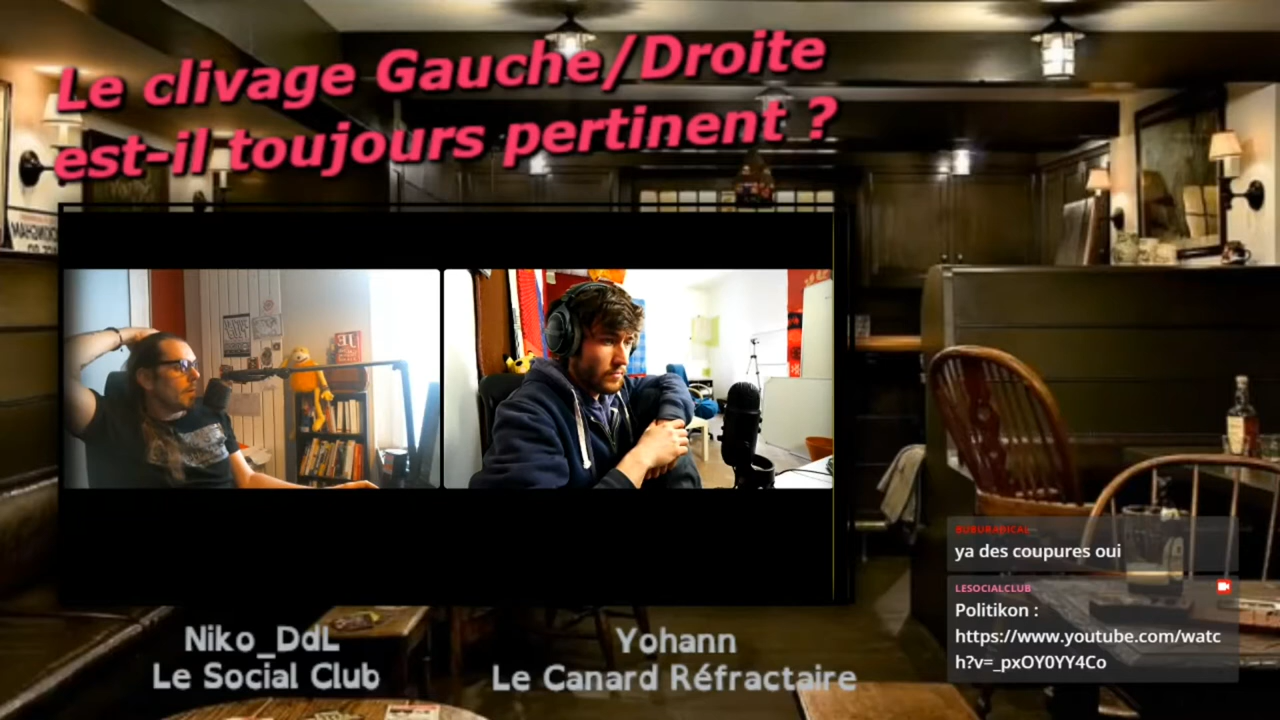 Le clivage Gauche/Droite
est-il toujours pertinent ?
Niko_DdL
Le Social Club
Yohann
Le Canard Réfractaire
ya des coupures oui
LESOCIALCLUB
Politikon :
https://www.youtube.com/watc
h?v=_pxOY0YY4Co